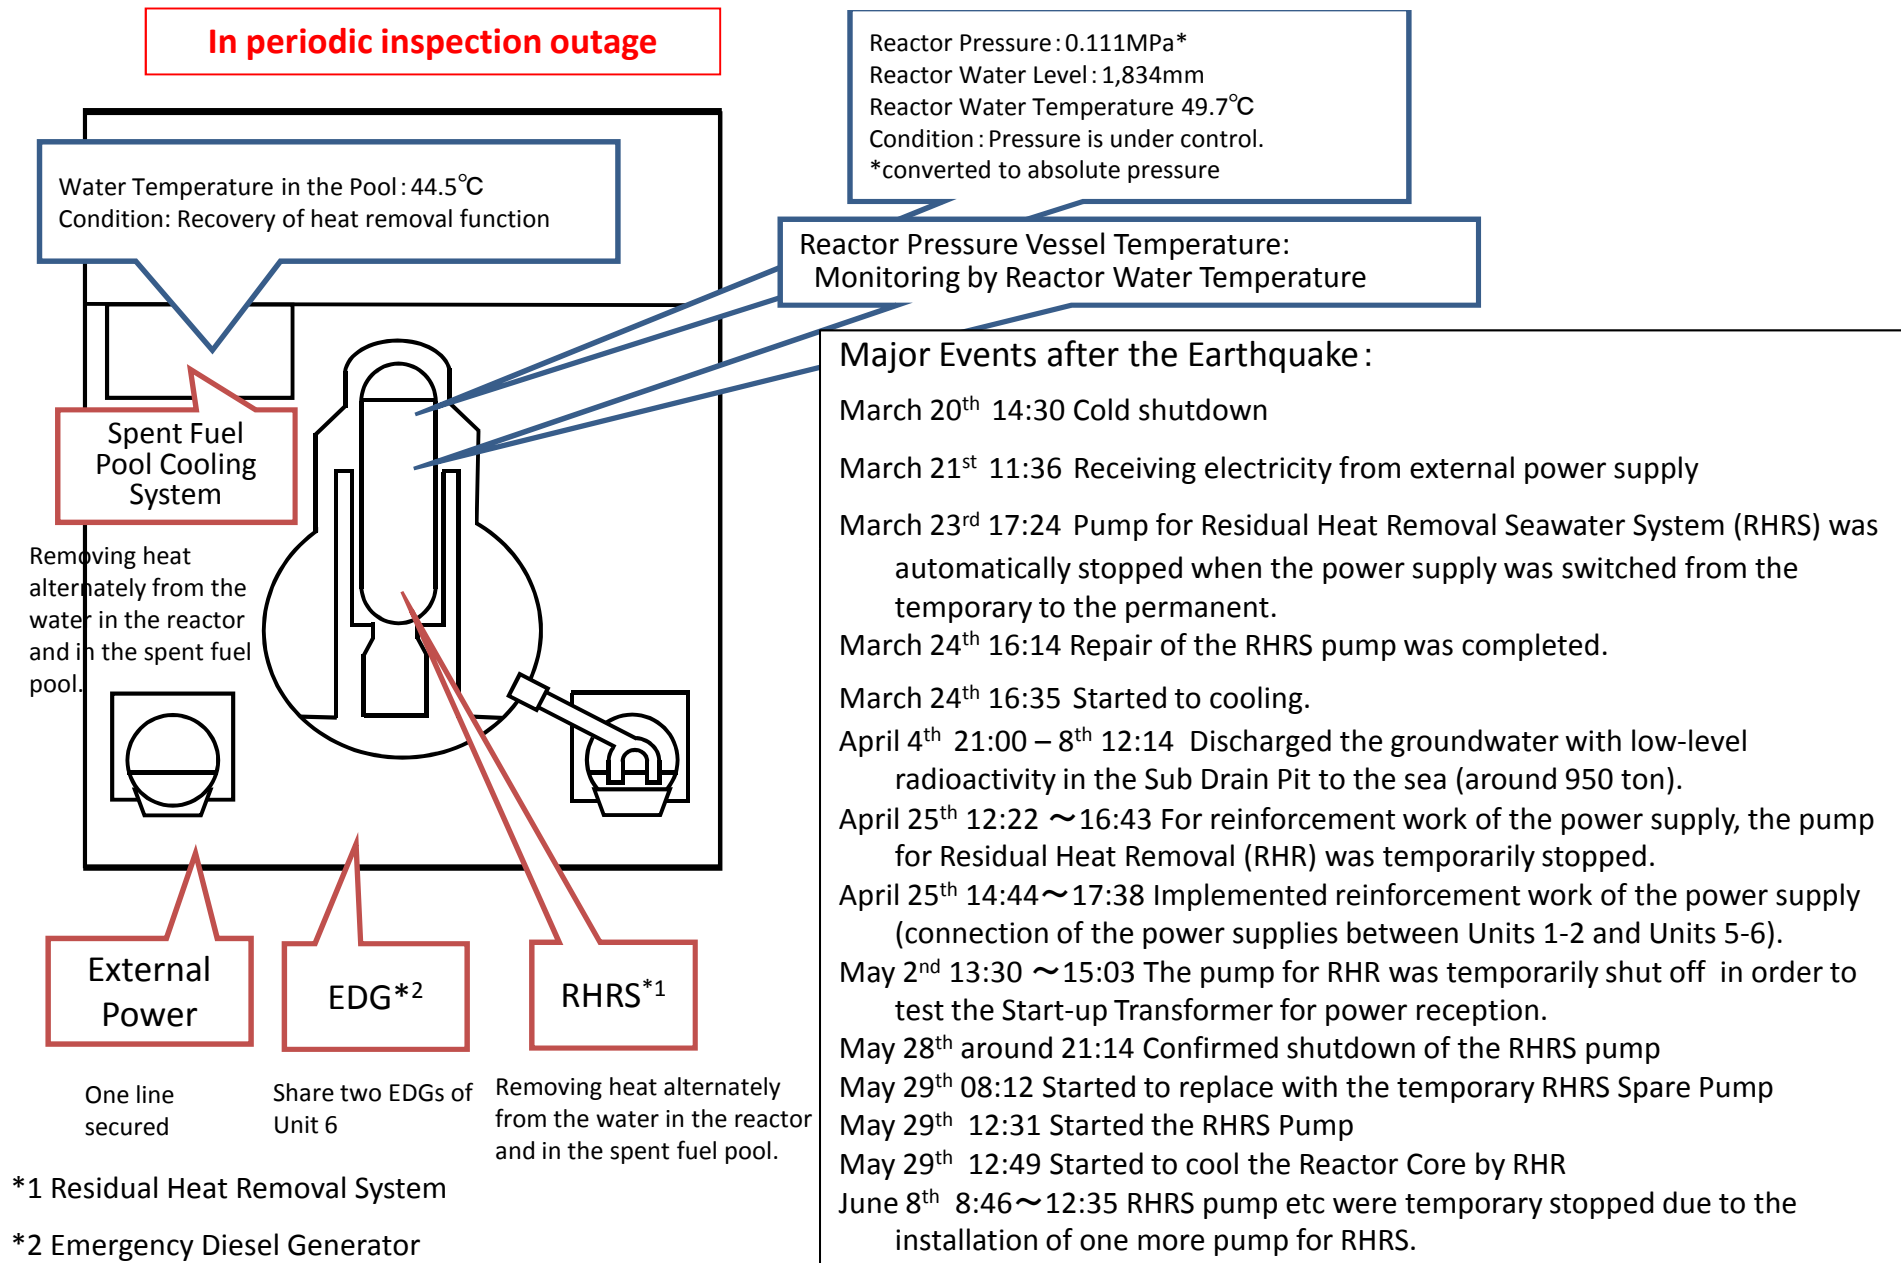 In periodic inspection outage
Reactor Pressure：0.111MPa*
Reactor Water Level：1,834mm
Reactor Water Temperature 49.7℃
Condition：Pressure is under control.
*converted to absolute pressure
Water Temperature in the Pool：44.5℃
Condition: Recovery of heat removal function
Reactor Pressure Vessel Temperature:
Monitoring by Reactor Water Temperature
Spent Fuel
Pool Cooling
System
Removing heat
alternately from the
water in the reactor
and in the spent fuel
pool.
External
Power
EDG*2
RHRS*1
One line
secured
Share two EDGs of
Unit 6
Removing heat alternately
from the water in the reactor
and in the spent fuel pool.
*1 Residual Heat Removal System
*2 Emergency Diesel Generator
Major Events after the Earthquake：
March 20th 14:30 Cold shutdown
March 21st 11:36 Receiving electricity from external power supply
March 23rd 17:24 Pump for Residual Heat Removal Seawater System (RHRS) was
automatically stopped when the power supply was switched from the
temporary to the permanent.
March 24th 16:14 Repair of the RHRS pump was completed.
March 24th 16:35 Started to cooling.
April 4th 21:00 – 8th 12:14 Discharged the groundwater with low-level
radioactivity in the Sub Drain Pit to the sea (around 950 ton).
April 25th 12:22 ～16:43 For reinforcement work of the power supply, the pump
for Residual Heat Removal (RHR) was temporarily stopped.
April 25th 14:44～17:38 Implemented reinforcement work of the power supply
(connection of the power supplies between Units 1-2 and Units 5-6).
May 2nd 13:30 ～15:03 The pump for RHR was temporarily shut off in order to
test the Start-up Transformer for power reception.
May 28th around 21:14 Confirmed shutdown of the RHRS pump
May 29th 08:12 Started to replace with the temporary RHRS Spare Pump
May 29th 12:31 Started the RHRS Pump
May 29th 12:49 Started to cool the Reactor Core by RHR
June 8th 8:46～12:35 RHRS pump etc were temporary stopped due to the
installation of one more pump for RHRS.